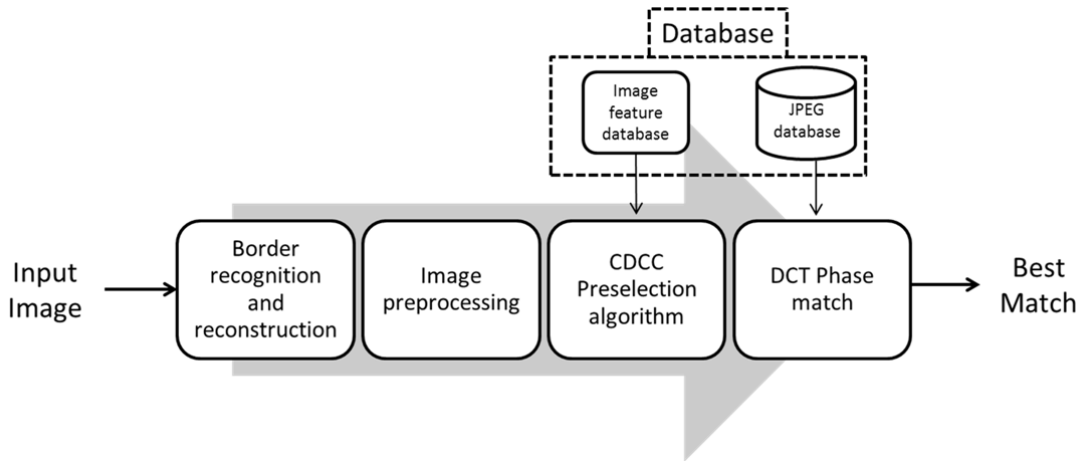 Database
Image
feature
database
JPEG
database
Input
Image
Border
recognition
and
reconstruction
Image
preprocessing
CDCC
Preselection
algorithm
DCT Phase
match
Best
Match